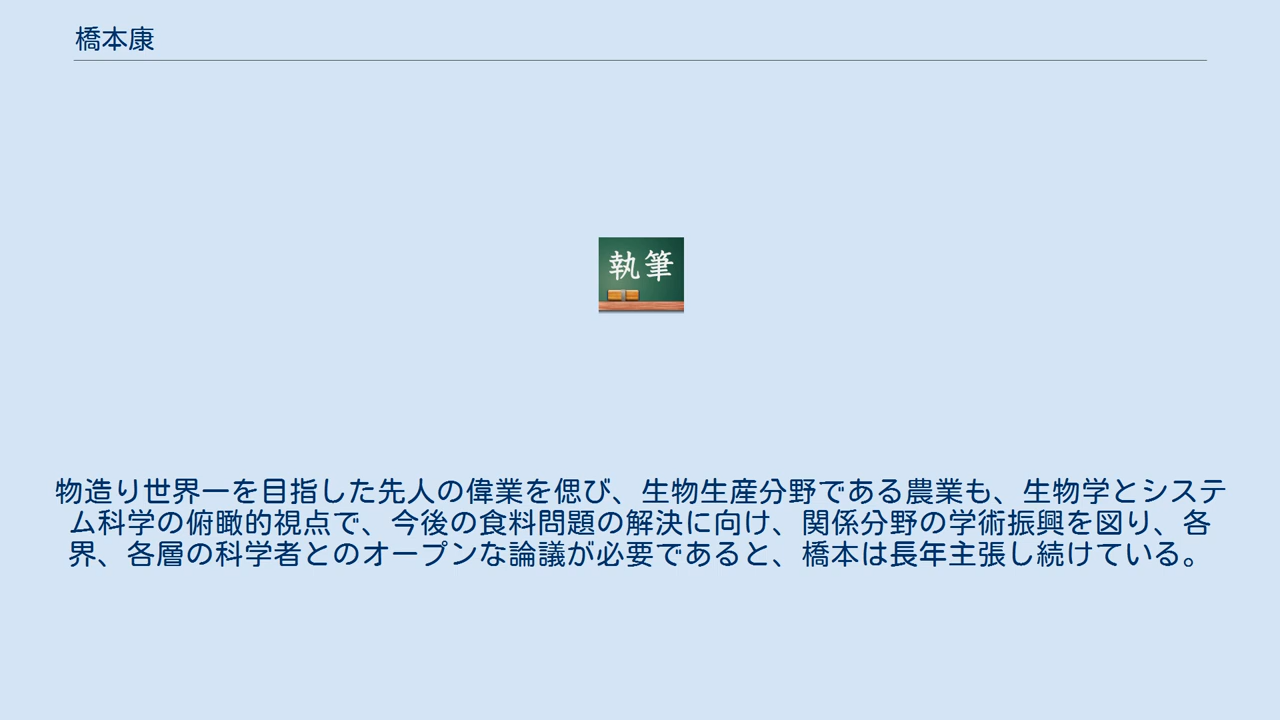 橋本康
執筆
物造り世界一を目指した先人の偉業を偲び、生物生産分野である農業も、生物学とシステ
ム科学の俯瞰的視点で、今後の食料問題の解決に向け、関係分野の学術振興を図り、各
界、各層の科学者とのオープンな論議が必要であると、橋本は長年主張し続けている。